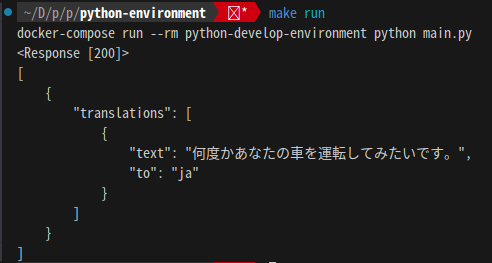 ~/D/p/p/python-environment * make run
docker-compose run --rm python-develop-environment python main.py
<Response [200]>
[
    {
        "translations": [
            {
                "text": "何度かあなたの車を運転してみたいです。",
                "to": "ja"
            }
        ]
    }
]